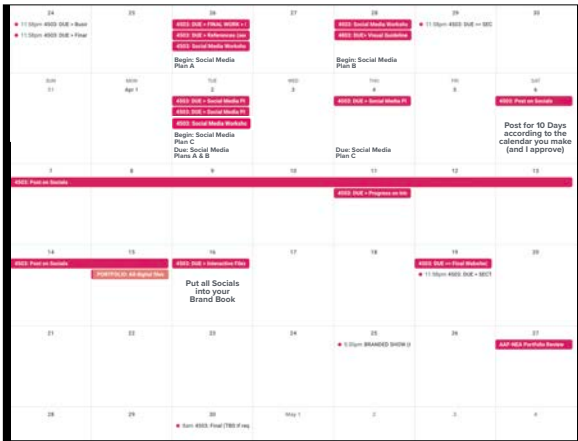 24 25 26 27 28 29 30
11:59pm 4503: DUE > Busin
4503: DUE > FINAL WORK >
4503: Social Media Worksho
11:59pm 4503: DUE >> SEC
11:59pm 4503: DUE > Final
4503: DUE > References
4503: DUE > Visual Guideline
4503: Social Media Worksho
Begin: Social Media
Plan A
Begin: Social Media
Plan B
SUN MON TUE WED THU FRI SAT
31 Apr 1 2 3 4 5 6
4503: DUE > Social Media Pl
4503: DUE > Social Media Pl
4503: Post on Socials
4503: DUE > Social Media Pl
4503: Social Media Worksho
Begin: Social Media
Plan C
Due: Social Media
Plans A & B
Due: Social Media
Plan C
Post for 10 Days
according to the
calendar you make
(and I approve)
7 8 9 10 11 12 13
4503: Post on Socials
4503: DUE > Progress on
14 15 16 17 18 19 20
4503: Post on Socials
4503: DUE > Interactive Files
4503: DUE >> Final Website
PORTFOLIO: All digital files
11:59pm 4503: DUE > SECT
Put all Socials
into your
Brand Book
21 22 23 24 25 26 27
5:30pm BRANDED SHOW
AAF-NEA Portfolio Review
28 29 30 May 1 2 3 4
8am 4503: Final (TBD if req